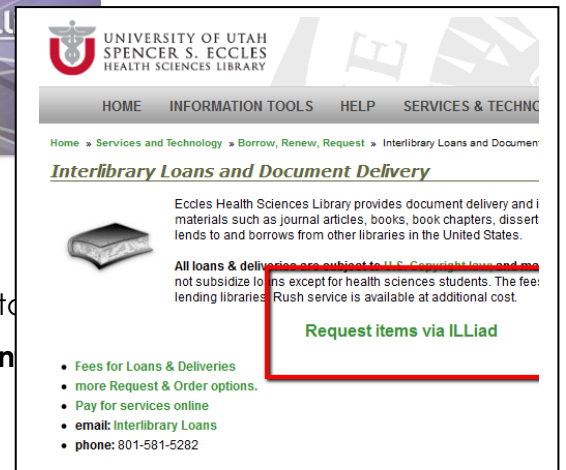 UNIVERSITY OF UTAH
SPENCER S. ECCLES
HEALTH SCIENCES LIBRARY
HOME INFORMATION TOOLS HELP SERVICES & TECHNO
Home » Services and Technology » Borrow, Renew, Request » Interlibrary Loans and Documen
Interlibrary Loans and Document Delivery
Eccles Health Sciences Library provides document delivery and i
materials such as journal articles, books, book chapters, dissert
lends to and borrows from other libraries in the United States.
All loans & deliveries are subject to U.S. Copyright law and
not subsidize loans except for health sciences students. The fees
lending libraries. Rush service is available at additional cost.
Request items via ILLiad
• Fees for Loans & Deliveries
• more Request & Order options.
• Pay for services online
• email: Interlibrary Loans
• phone: 801-581-5282